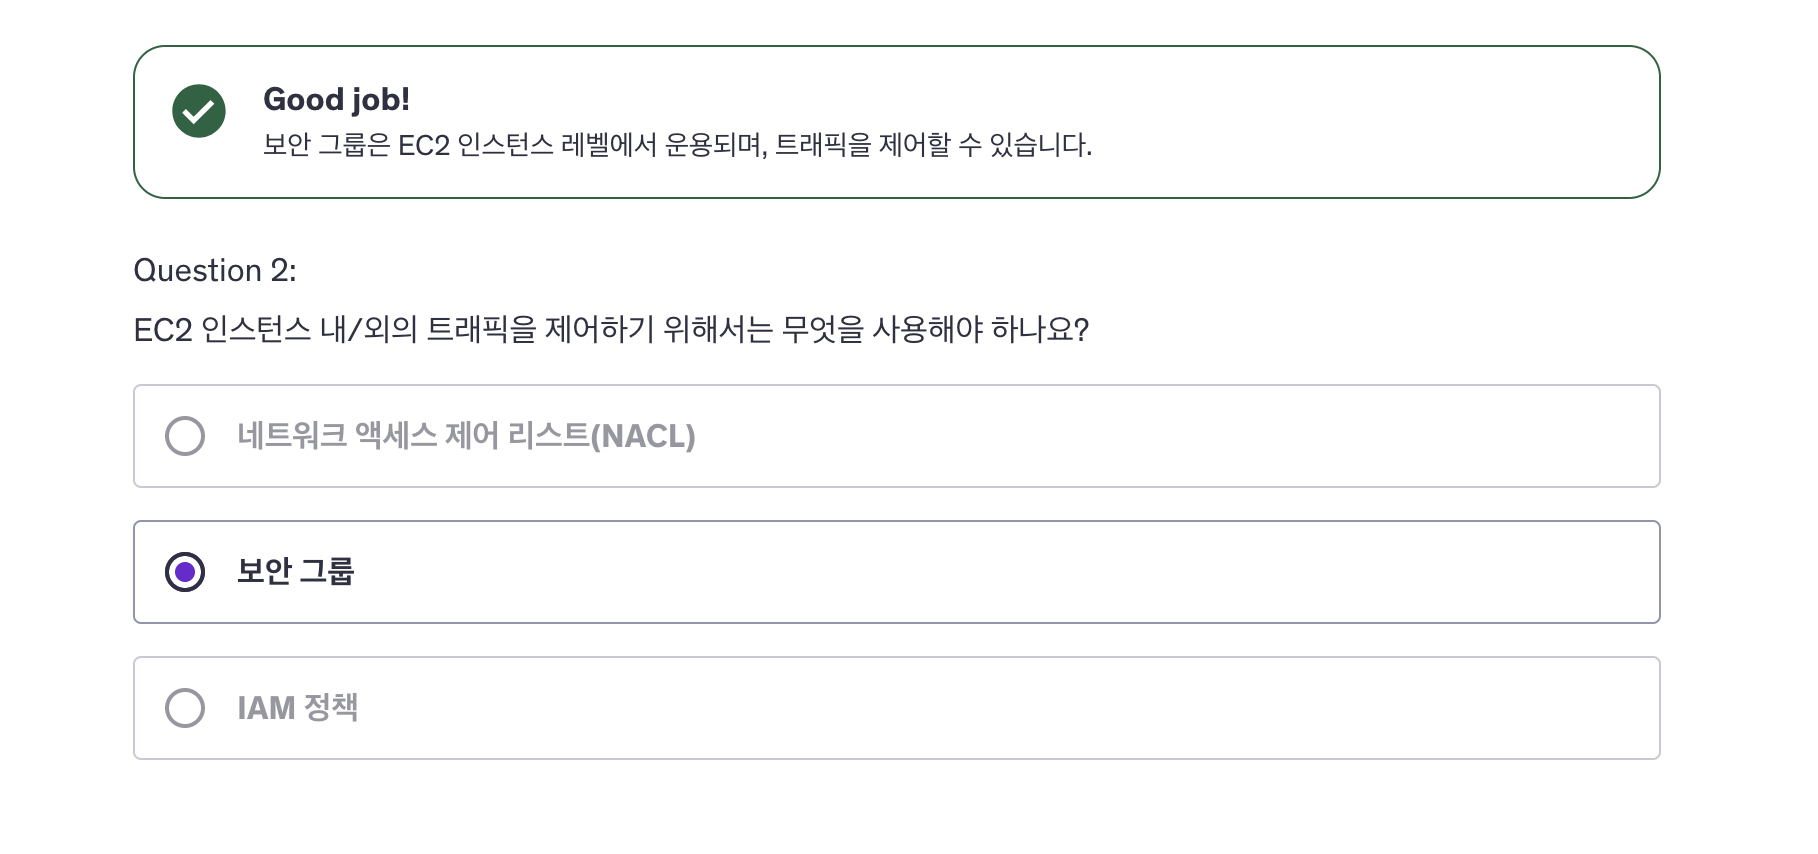 Good job!
보안 그룹은 EC2 인스턴스 레벨에서 운용되며, 트래픽을 제어할 수 있습니다.
Question 2:
EC2 인스턴스 내/외의 트래픽을 제어하기 위해서는 무엇을 사용해야 하나요?
네트워크 액세스 제어 리스트(NACL)
보안 그룹
IAM 정책